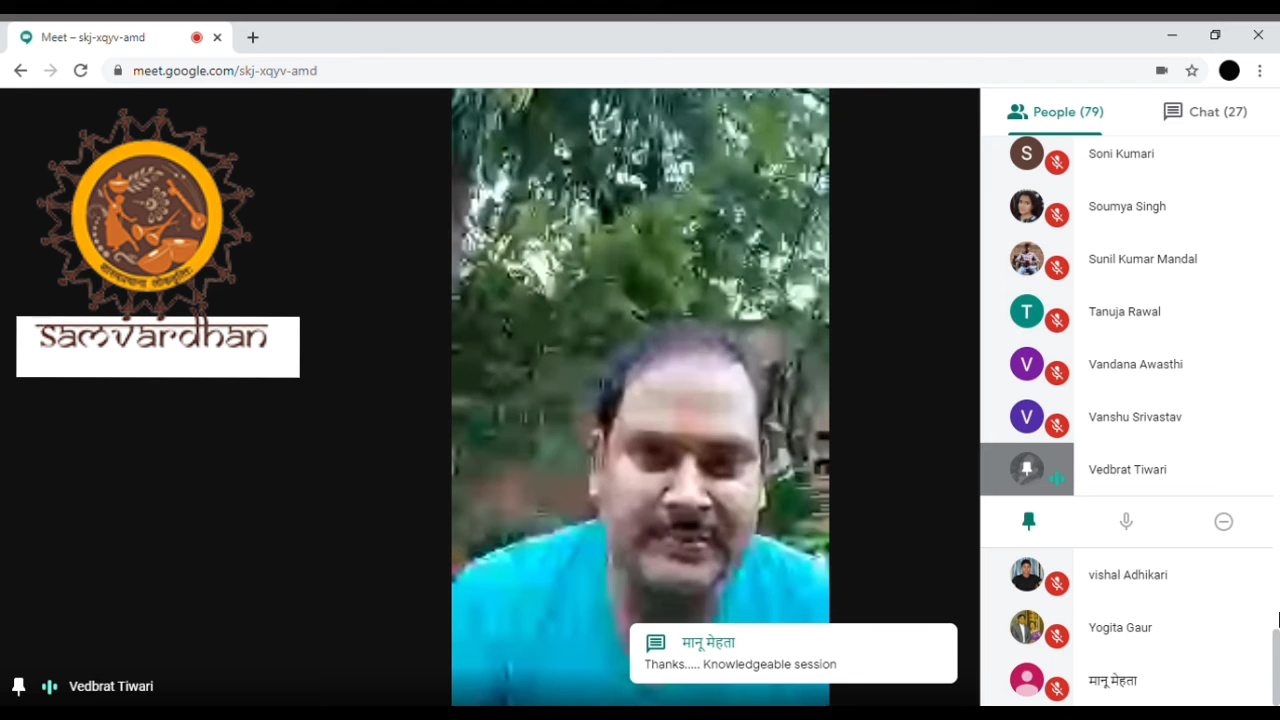 Meet – skj-xqyv-amd
meet.google.com/skj-xqyv-amd
People (79)
Chat (27)
S
Soni Kumari
Soumya Singh
Sunil Kumar Mandal
T
Tanuja Rawal
V
Vandana Awasthi
V
Vanshu Srivastav
Vedbrat Tiwari
vishal Adhikari
Yogita Gaur
मानू मेहता
samvardhan
मानू मेहता
Thanks..... Knowledgeable session
Vedbrat Tiwari